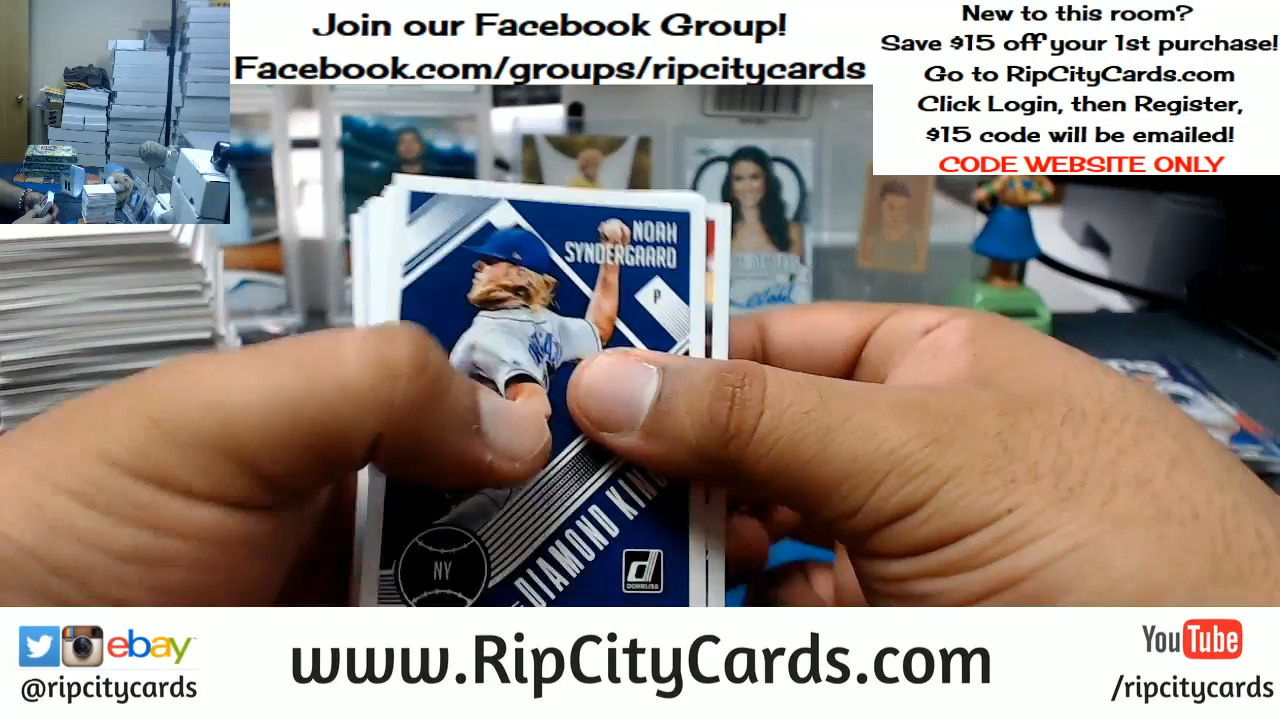 Join our Facebook Group!
Facebook.com/groups/ripcitycards
New to this room?
Save $15 off your 1st purchase!
Go to RipCityCards.com
Click Login, then Register,
$15 code will be emailed!
CODE WEBSITE ONLY
NOAH
SYNDERGAARD
P
DIAMOND KING
NY
d
DONRUSS
ebay
@ripcitycards
www.RipCityCards.com
YouTube
/ripcitycards